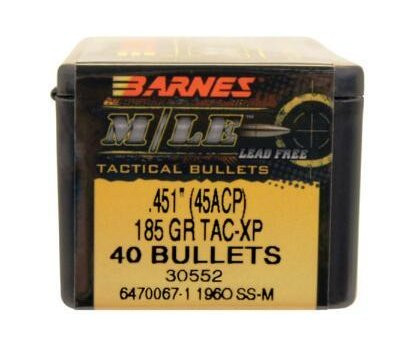 BARNES
M/LE
LEAD FREE
TACTICAL BULLETS
.451" (45ACP)
185 GR TAC-XP
40 BULLETS
30552
6470067-1 1960 SS-M